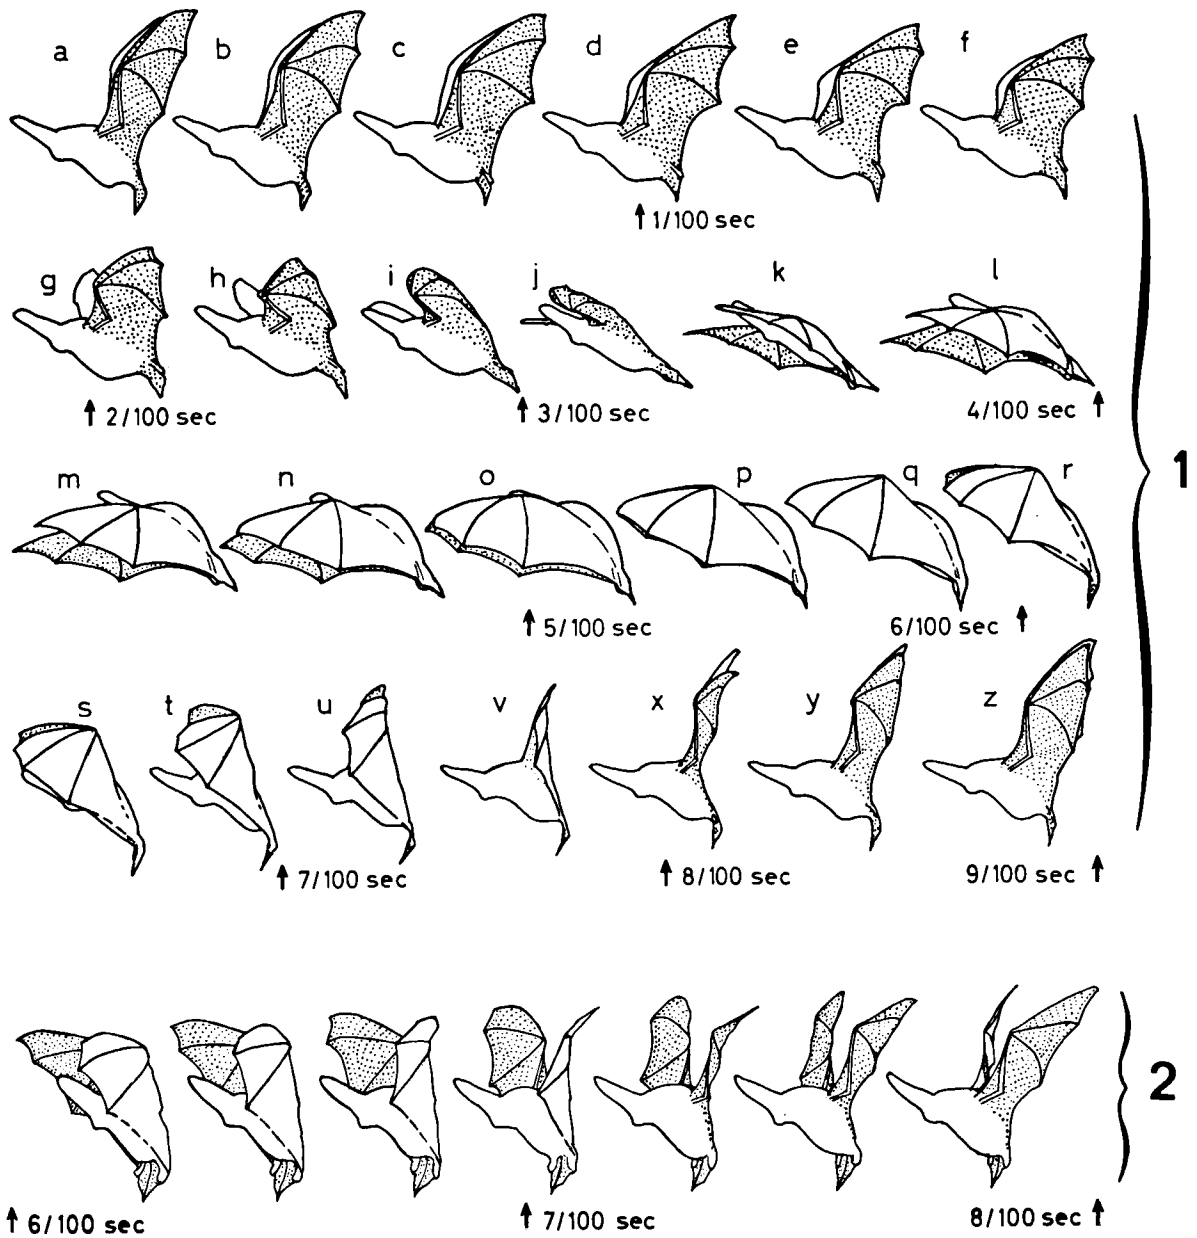 a b c d e f
↑ 1/100 sec
g h i j k l
↑ 2/100 sec ↑ 3/100 sec 4/100 sec ↑
1
m n o p q r
↑ 5/100 sec 6/100 sec ↑
s t u v x y z
↑ 7/100 sec ↑ 8/100 sec 9/100 sec ↑
2
↑ 6/100 sec ↑ 7/100 sec 8/100 sec ↑